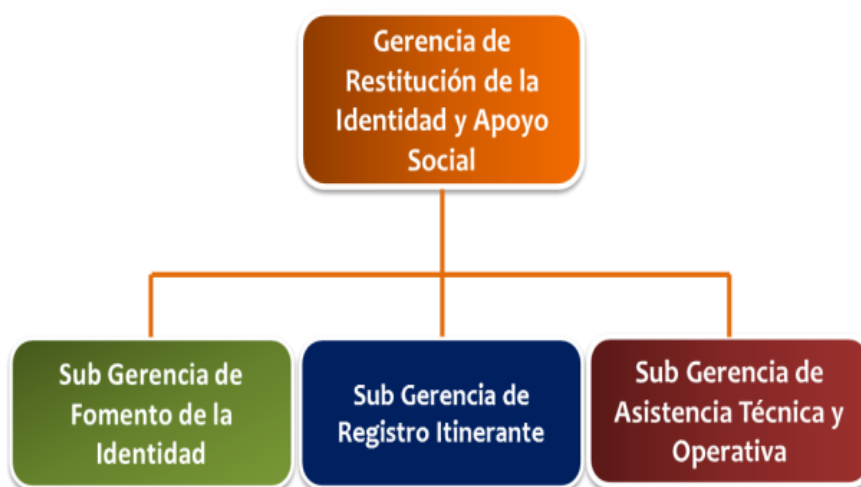 Gerencia de
Restitución de la
Identidad y Apoyo
Social
Sub Gerencia de
Fomento de la
Identidad
Sub Gerencia de
Registro Itinerante
Sub Gerencia de
Asistencia Técnica y
Operativa